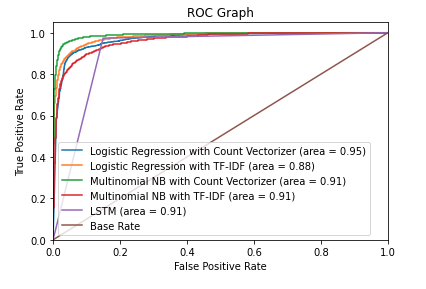 ROC Graph
1.0
0.8
0.6
0.4
0.2
0.0
True Positive Rate
Logistic Regression with Count Vectorizer (area = 0.95)
Logistic Regression with TF-IDF (area = 0.88)
Multinomial NB with Count Vectorizer (area = 0.91)
Multinomial NB with TF-IDF (area = 0.91)
LSTM (area = 0.91)
Base Rate
0.0 0.2 0.4 0.6 0.8 1.0
False Positive Rate